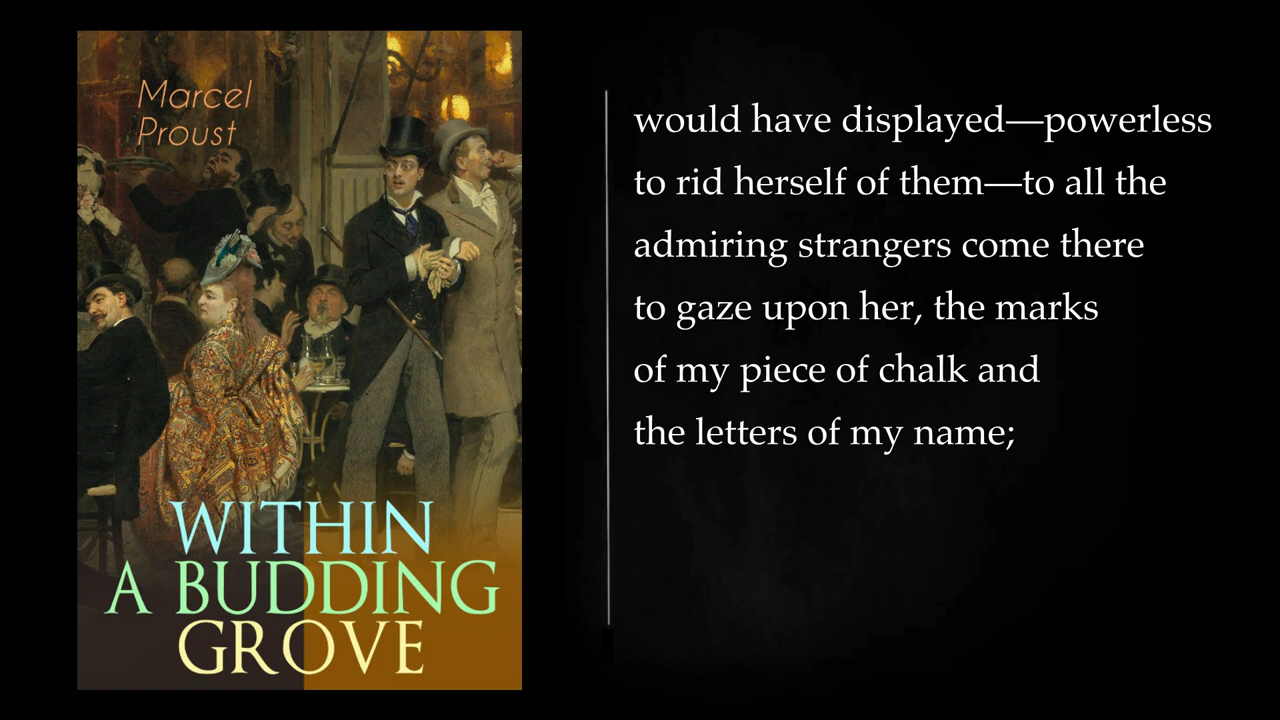 Marcel
Proust
WITHIN
A BUDDING
GROVE
would have displayed—powerless
to rid herself of them—to all the
admiring strangers come there
to gaze upon her, the marks
of my piece of chalk and
the letters of my name;